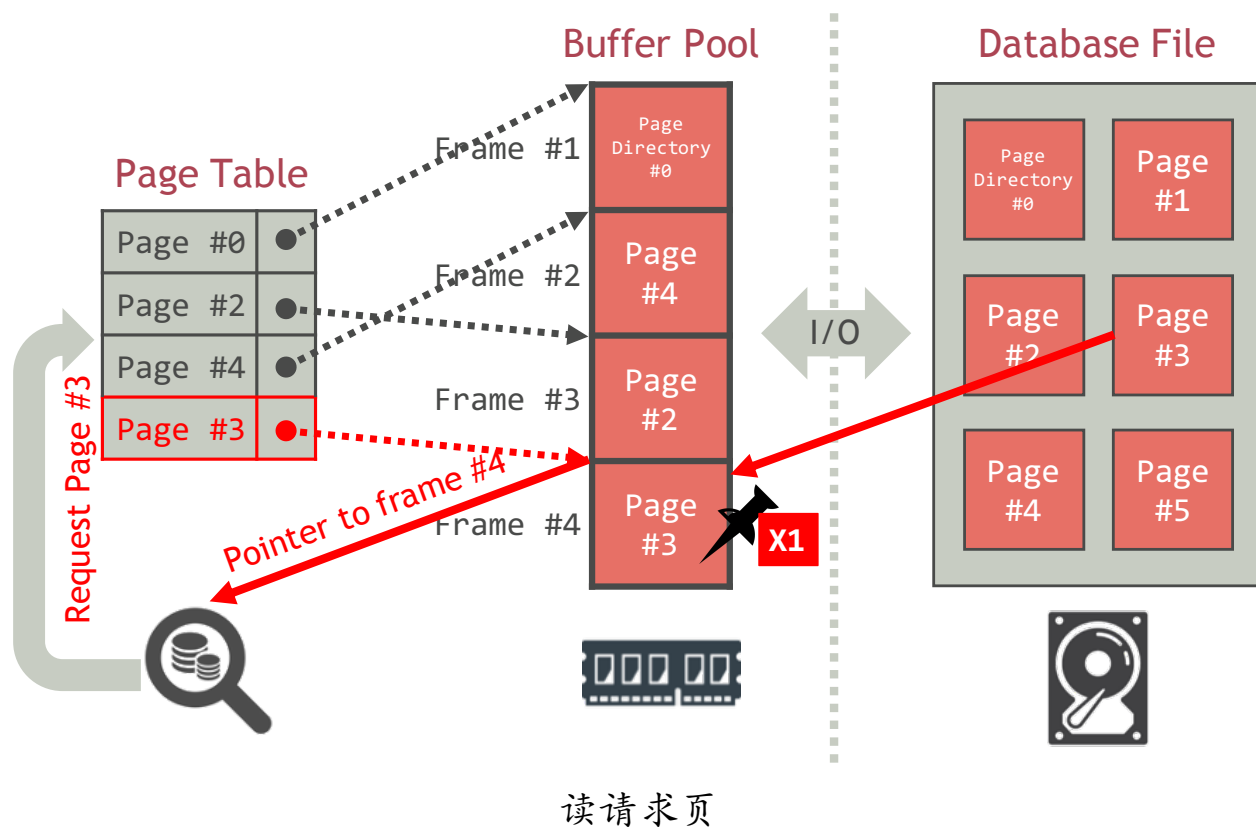 Buffer Pool
Database File
Page Table
Frame #1
Page
Directory
#0
Page
Directory
#0
Page
#1
Page #0
Frame #2
Page
#4
Page #2
I/O
Page
#2
Page
#3
Page #4
Frame #3
Page
#2
Page #3
Request Page #3
Pointer to frame #4
Frame #4
Page
#3
X1
Page
#4
Page
#5
读请求页